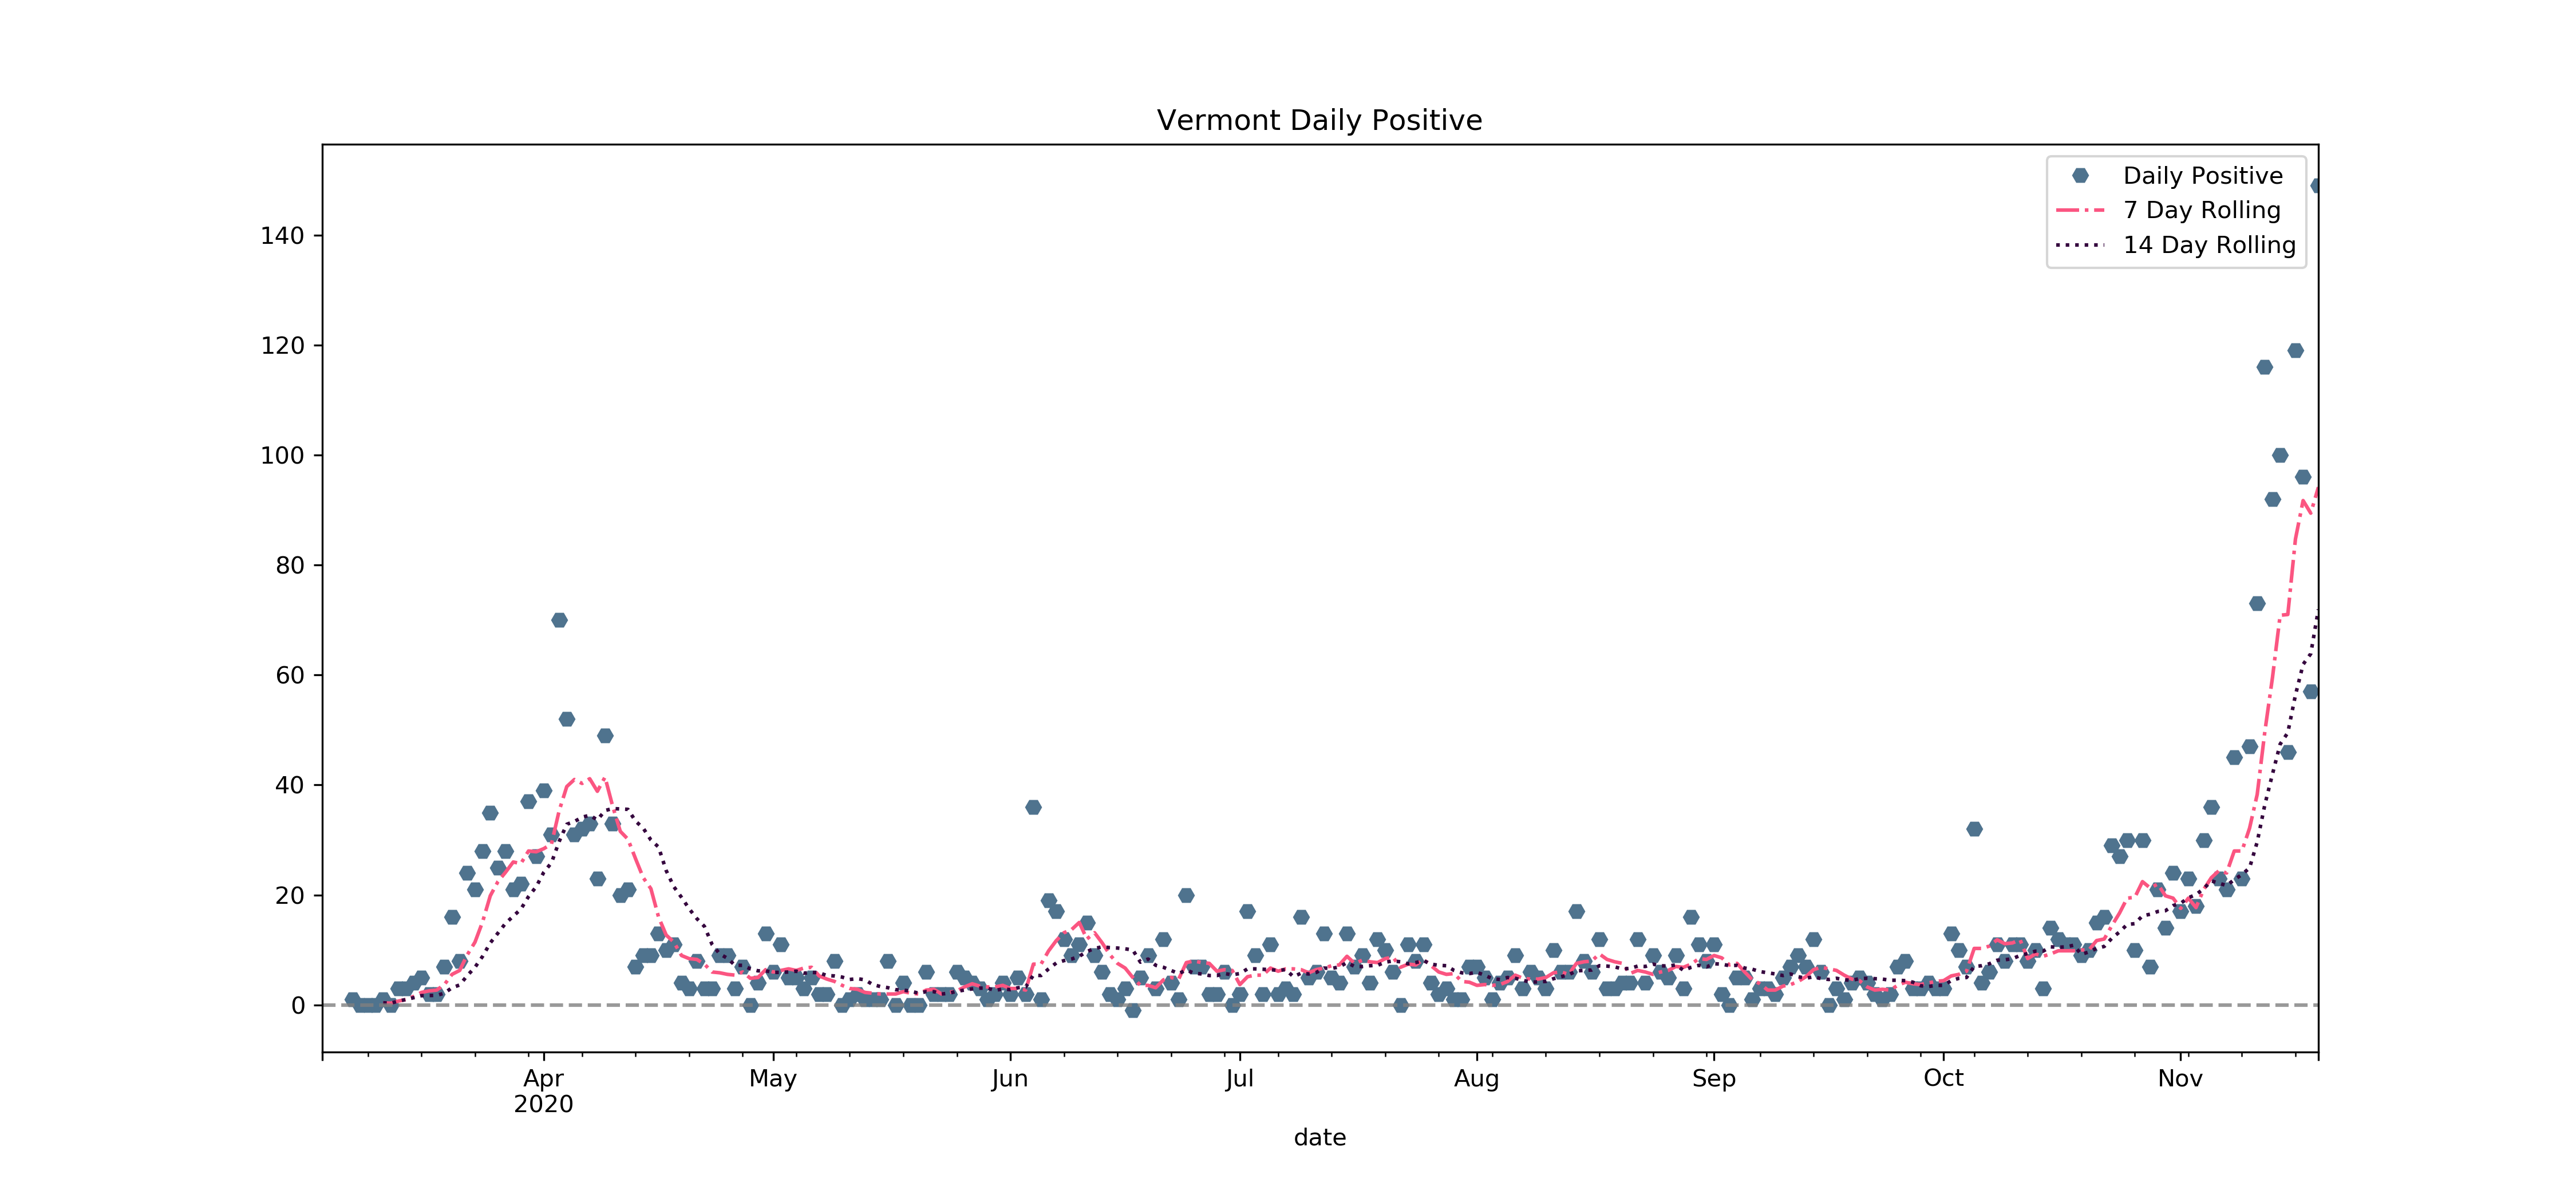 Vermont Daily Positive
Daily Positive
7 Day Rolling
14 Day Rolling
140
120
100
80
60
40
20
0
Apr
2020
May
Jun
Jul
Aug
Sep
Oct
Nov
date